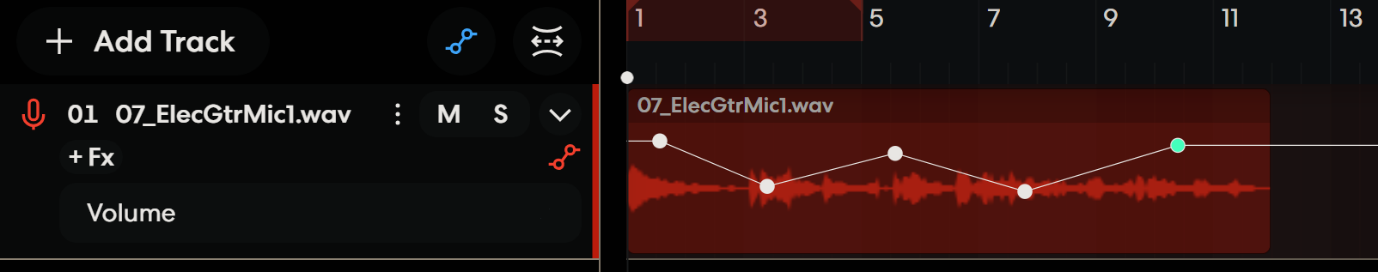 Add Track
1 3 5 7 9 11 13
01 07_ElecGtrMic1.wav M S
07_ElecGtrMic1.wav
+ Fx
Volume